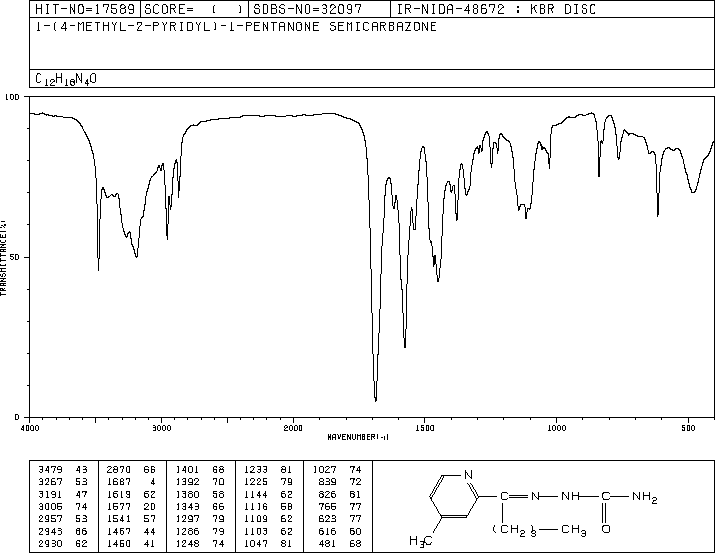 HIT-NO=17589 SCORE= ( ) SDBS-NO=32097 IR-NIDA-48672 : KBR DISC
1-(4-METHYL-2-PYRIDYL)-1-PENTANONE SEMICARBAZONE
C12H18N4O
100
50
0
TRANSMITTANCE(%)
4000 3000 2000 1500 1000 500
WAVENUMBER(-1)
3479 43 2870 66 1401 68 1233 81 1027 74
3267 53 1687 4 1392 70 1225 79 839 72
3191 47 1619 62 1380 58 1144 62 826 81
3005 74 1577 20 1343 66 1116 58 765 77
2957 53 1541 57 1297 79 1109 62 623 77
2943 66 1467 44 1286 79 1103 62 616 60
2930 62 1450 41 1248 74 1047 81 481 68
N
C=N—NH—C—NH2
O
(CH2)3—CH3
H3C